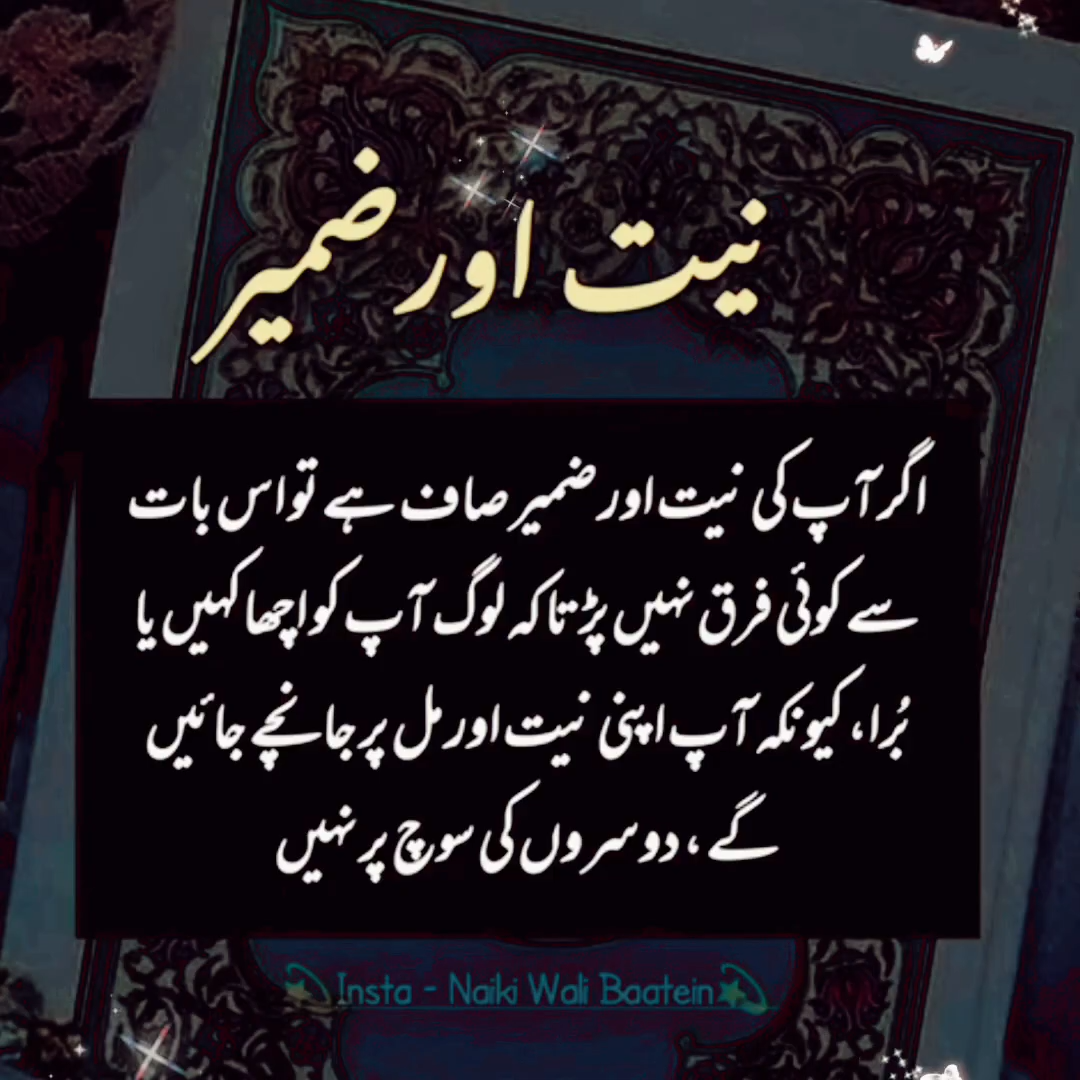 نیت اور ضمیر
اگر آپ کی نیت اور ضمیر صاف ہے تو اس بات
سے کوئی فرق نہیں پڑتا کہ لوگ آپ کو اچھا کہیں یا
بُرا، کیونکہ آپ اپنی نیت اور مل پر جانچے جائیں
گے، دوسروں کی سوچ پر نہیں
Insta - Naiki Wali Baatein